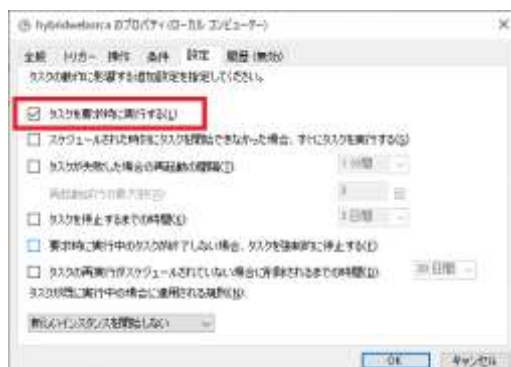 hybridweborca のプロパティ (ローカル コンピューター)
全般 トリガー 操作 条件 設定 履歴 (無効)
タスクの動作に影響する追加設定を指定してください。
タスクを要求時に実行する(L)
スケジュールされた時刻にタスクを開始できなかった場合、すぐにタスクを実行する(S)
タスクが失敗した場合の再起動の間隔(T) 1 分間
再起動試行の最大数(R) 3 回
タスクを停止するまでの時間(K) 3 日間
要求時に実行中のタスクが終了しない場合、タスクを強制的に停止する(F)
タスクの再実行がスケジュールされていない場合に削除されるまでの時間(D) 30 日間
タスクが既に実行中の場合に適用される規則(N)
新しいインスタンスを開始しない
OK キャンセル